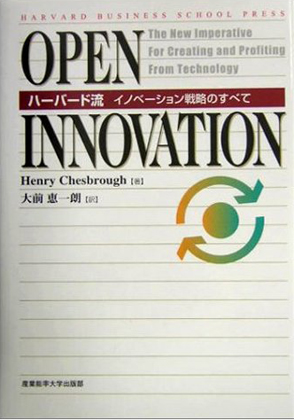 HARVARD BUSINESS SCHOOL PRESS
OPEN
The New Imperative
For Creating and Profiting
From Technology
ハーバード流 イノベーション戦略のすべて
INNOVATION
Henry Chesbrough【著】
大前 恵一朗【訳】
産業能率大学出版部